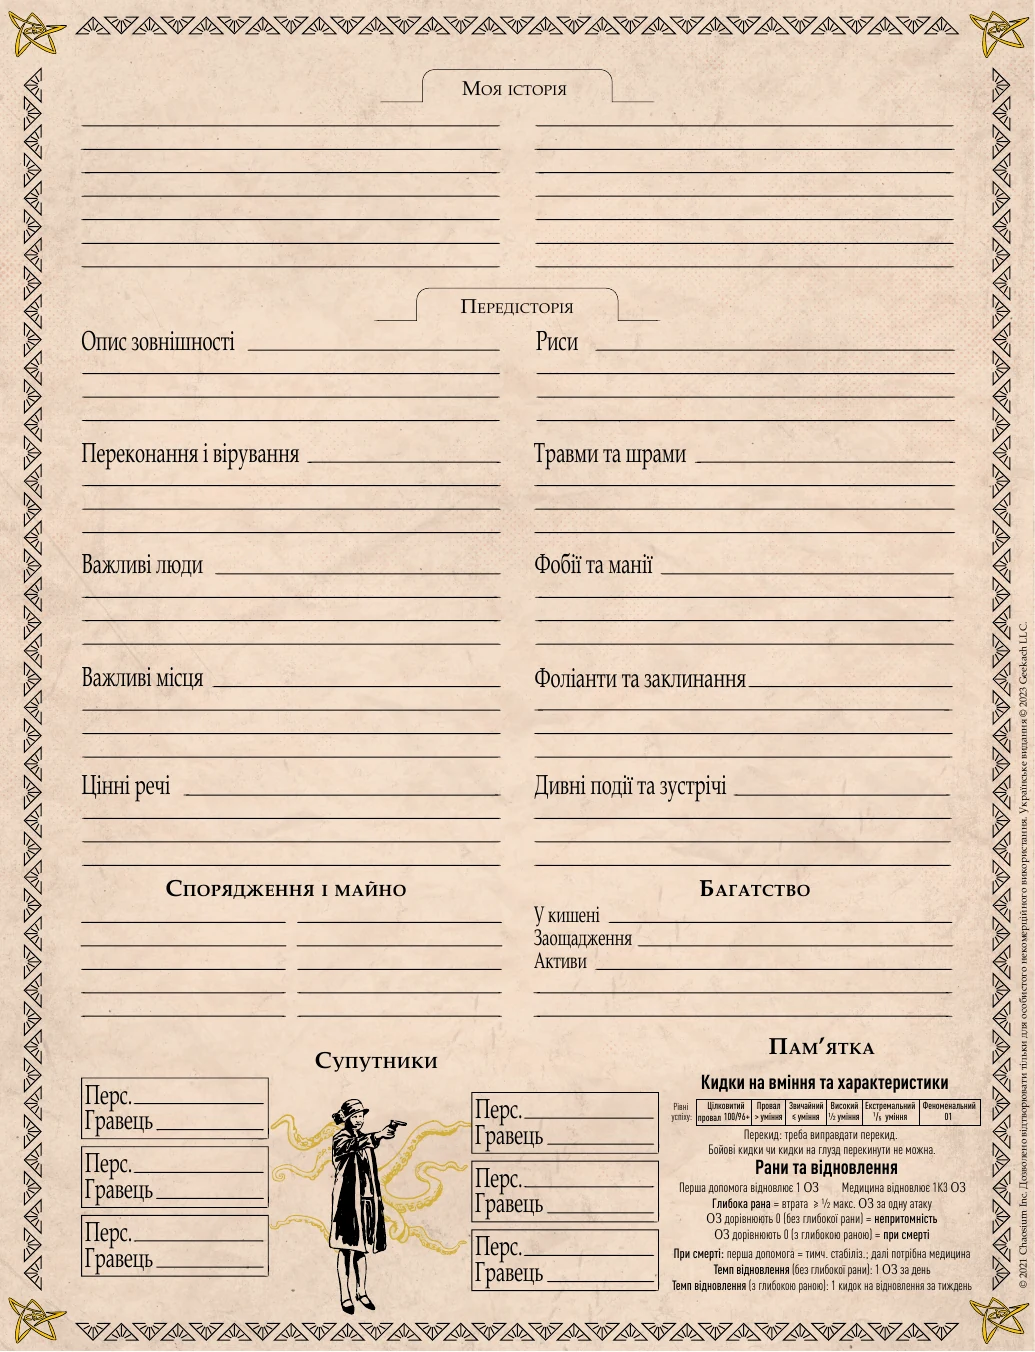 Моя історія
Передісторія
Опис зовнішності
Риси
Переконання і вірування
Травми та шрами
Важливі люди
Фобії та манії
Важливі місця
Фоліанти та заклинання
Цінні речі
Дивні події та зустрічі
Спорядження і майно
Багатство
У кишені
Заощадження
Активи
Супутники
Перс.
Гравець
Перс.
Гравець
Перс.
Гравець
Перс.
Гравець
Перс.
Гравець
Перс.
Гравець
Пам’ятка
Кидки на вміння та характеристики
Рівні успіху:
Цілковитий провал 100/96+
Провал > уміння
Звичайний ≤ уміння
Високий ½ уміння
Екстремальний ¹/₅ уміння
Феноменальний 01
Перекид: треба виправдати перекид.
Бойові кидки чи кидки на глузд перекинути не можна.
Рани та відновлення
Перша допомога відновлює 1 ОЗ Медицина відновлює 1К3 ОЗ
Глибока рана = втрата ≥ ½ макс. ОЗ за одну атаку
ОЗ дорівнюють 0 (без глибокої рани) = непритомність
ОЗ дорівнюють 0 (з глибокою раною) = при смерті
При смерті: перша допомога = тимч. стабіліз.; далі потрібна медицина
Темп відновлення (без глибокої рани): 1 ОЗ за день
Темп відновлення (з глибокою раною): 1 кидок на відновлення за тиждень
© 2021 Chaosium Inc. Дозволено відтворювати тільки для особистого некомерційного використання. Українське видання © 2023 Geekach LLC.